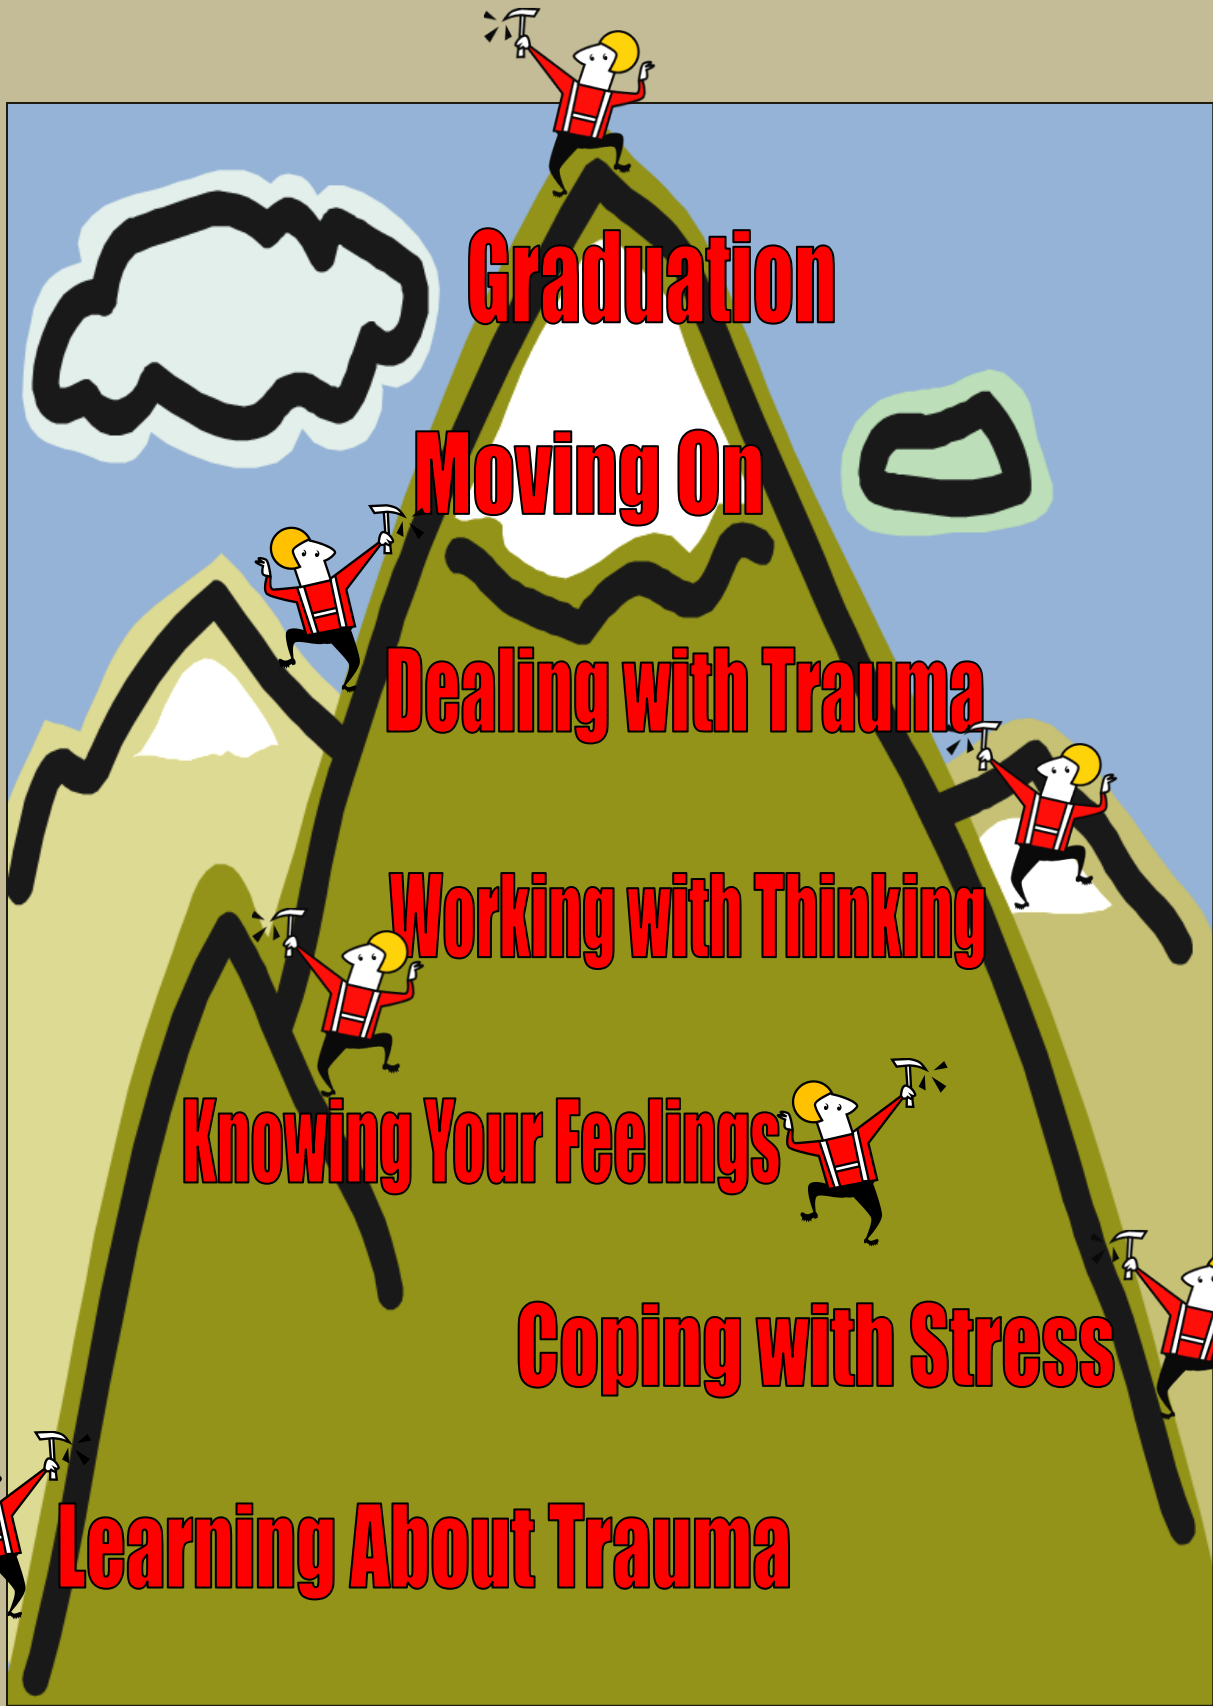 Graduation
Moving On
Dealing with Trauma
Working with Thinking
Knowing Your Feelings
Coping with Stress
Learning About Trauma